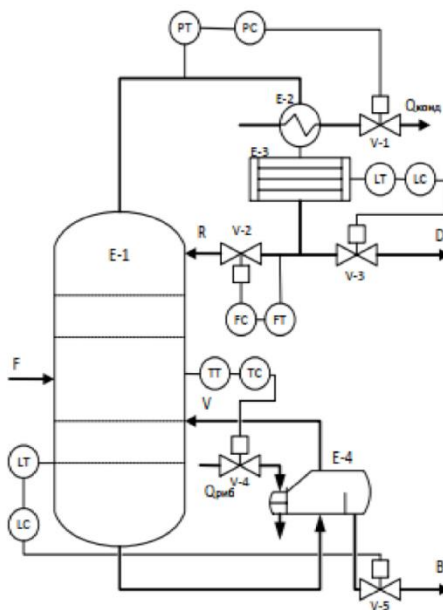 PT
PC
E-2
Qконд
V-1
E-3
LT
LC
V-2
R
D
E-1
V-3
FC
FT
F
TT
TC
V
E-4
LT
Qриб
V-4
LC
B
V-5